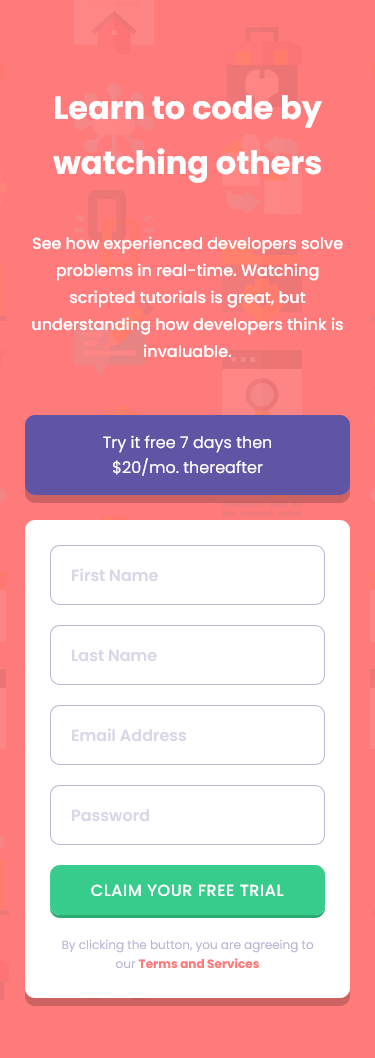 Learn to code by
watching others
See how experienced developers solve
problems in real-time. Watching
scripted tutorials is great, but
understanding how developers think is
invaluable.
Try it free 7 days then
$20/mo. thereafter
First Name
Last Name
Email Address
Password
CLAIM YOUR FREE TRIAL
By clicking the button, you are agreeing to
our Terms and Services